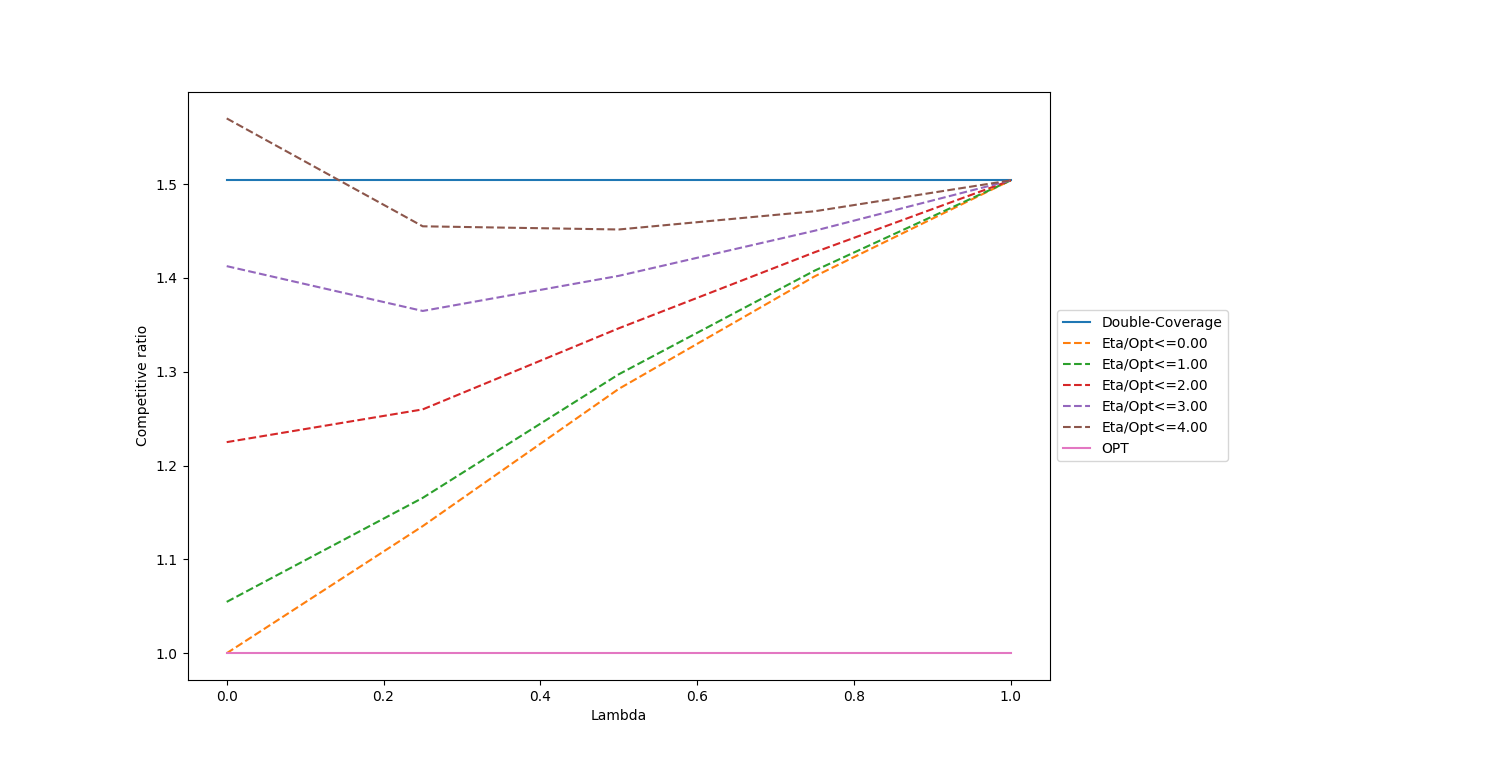 1.5
1.4
1.3
1.2
1.1
1.0
Competitive ratio
0.0 0.2 0.4 0.6 0.8 1.0
Lambda
Double-Coverage
Eta/Opt<=0.00
Eta/Opt<=1.00
Eta/Opt<=2.00
Eta/Opt<=3.00
Eta/Opt<=4.00
OPT